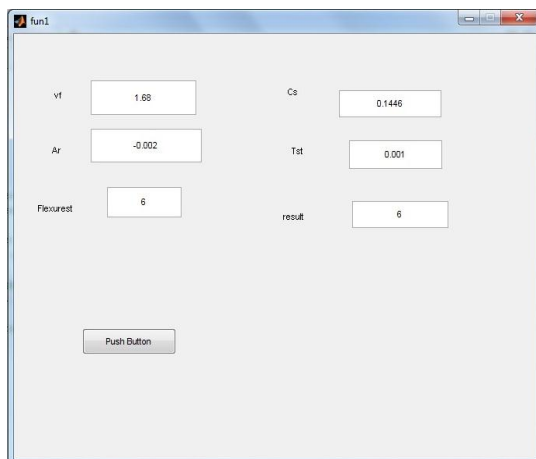 fun1
vf 1.68 Cs 0.1446
Ar -0.002 Tst 0.001
Flexurest 6 result 6
Push Button